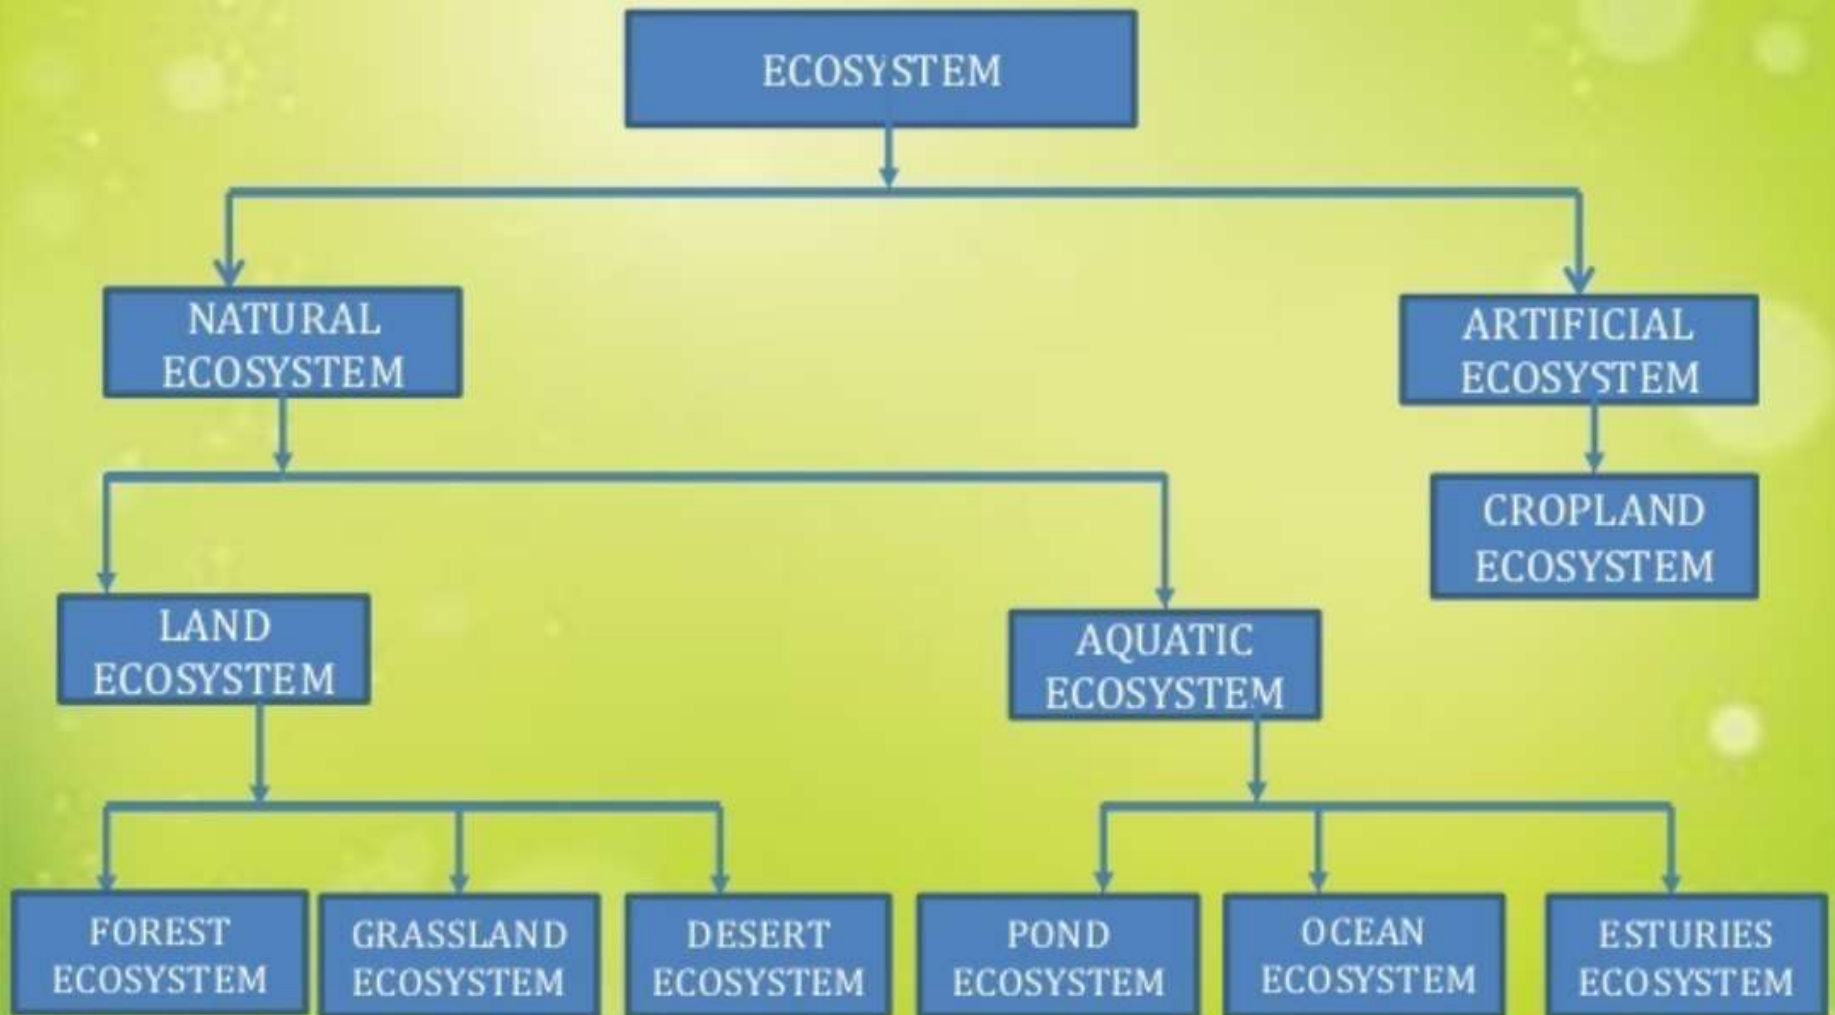 ECOSYSTEM
NATURAL
ECOSYSTEM
ARTIFICIAL
ECOSYSTEM
CROPLAND
ECOSYSTEM
LAND
ECOSYSTEM
AQUATIC
ECOSYSTEM
FOREST
ECOSYSTEM
GRASSLAND
ECOSYSTEM
DESERT
ECOSYSTEM
POND
ECOSYSTEM
OCEAN
ECOSYSTEM
ESTURIES
ECOSYSTEM